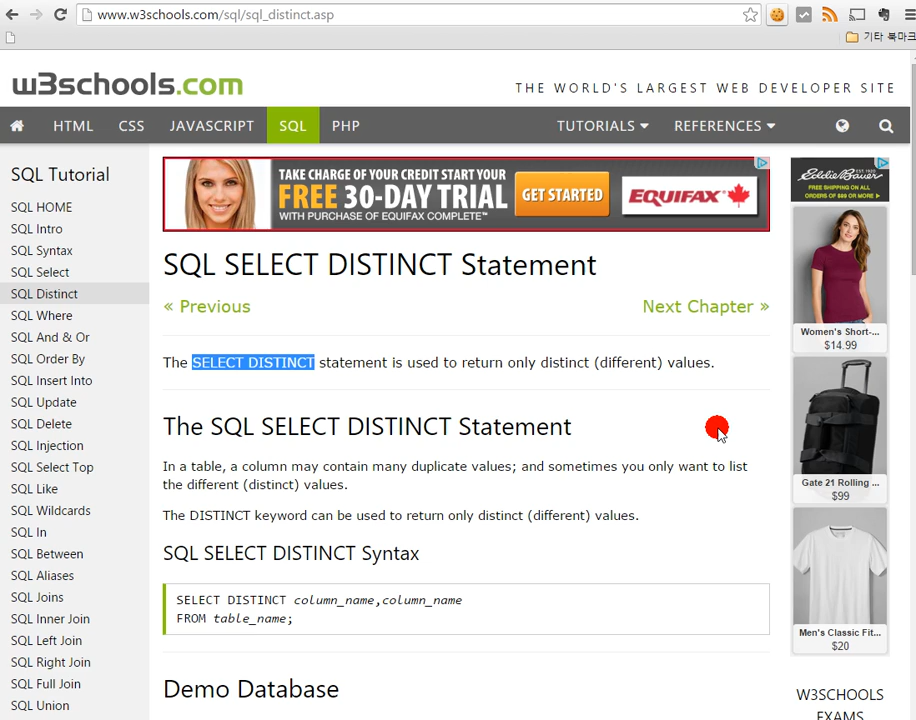 www.w3schools.com/sql/sql_distinct.asp
기타 북마크
w3schools.com
THE WORLD'S LARGEST WEB DEVELOPER SITE
HTML CSS JAVASCRIPT SQL PHP TUTORIALS REFERENCES
SQL Tutorial
SQL HOME
SQL Intro
SQL Syntax
SQL Select
SQL Distinct
SQL Where
SQL And & Or
SQL Order By
SQL Insert Into
SQL Update
SQL Delete
SQL Injection
SQL Select Top
SQL Like
SQL Wildcards
SQL In
SQL Between
SQL Aliases
SQL Joins
SQL Inner Join
SQL Left Join
SQL Right Join
SQL Full Join
SQL Union
TAKE CHARGE OF YOUR CREDIT START YOUR
FREE 30-DAY TRIAL
WITH PURCHASE OF EQUIFAX COMPLETE™
GET STARTED
EQUIFAX
SQL SELECT DISTINCT Statement
« Previous
Next Chapter »
The SELECT DISTINCT statement is used to return only distinct (different) values.
The SQL SELECT DISTINCT Statement
In a table, a column may contain many duplicate values; and sometimes you only want to list
the different (distinct) values.
The DISTINCT keyword can be used to return only distinct (different) values.
SQL SELECT DISTINCT Syntax
SELECT DISTINCT column_name,column_name
FROM table_name;
Demo Database
Eddie Bauer
FREE SHIPPING ON ALL
ORDERS OF $89 OR MORE ▶
Women's Short-...
$14.99
Gate 21 Rolling ...
$99
Men's Classic Fit...
$20
W3SCHOOLS
EXAMS